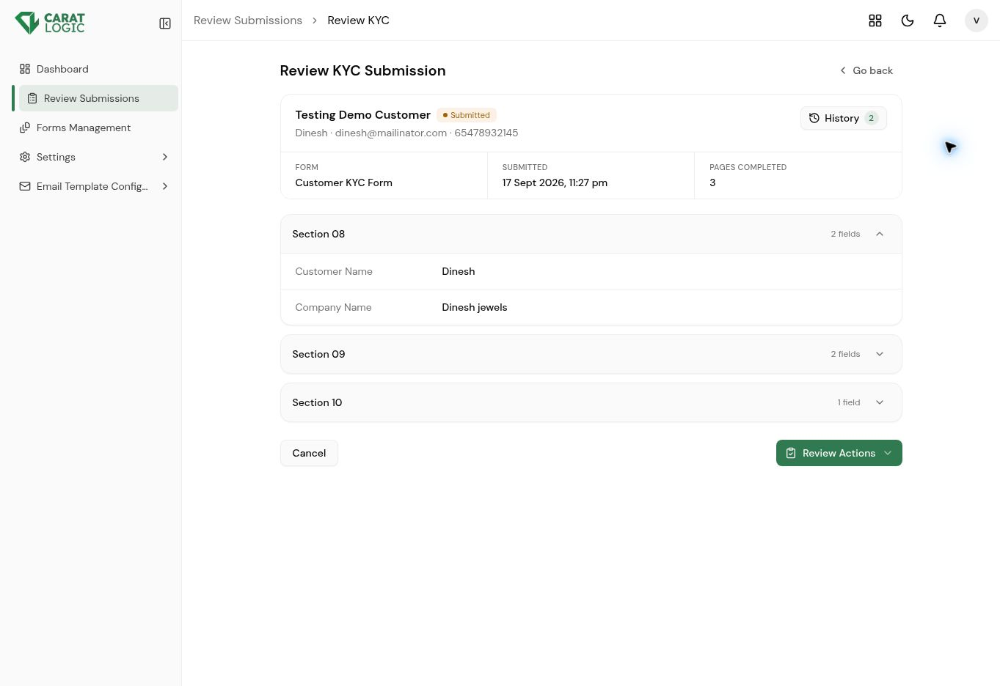 CARAT
LOGIC
Review Submissions > Review KYC
V
Dashboard
Review Submissions
Forms Management
Settings
Email Template Config...
Review KYC Submission
Go back
Testing Demo Customer
Submitted
History 2
Dinesh · dinesh@mailinator.com · 65478932145
FORM
Customer KYC Form
SUBMITTED
17 Sept 2026, 11:27 pm
PAGES COMPLETED
3
Section 08
2 fields
Customer Name
Dinesh
Company Name
Dinesh jewels
Section 09
2 fields
Section 10
1 field
Cancel
Review Actions